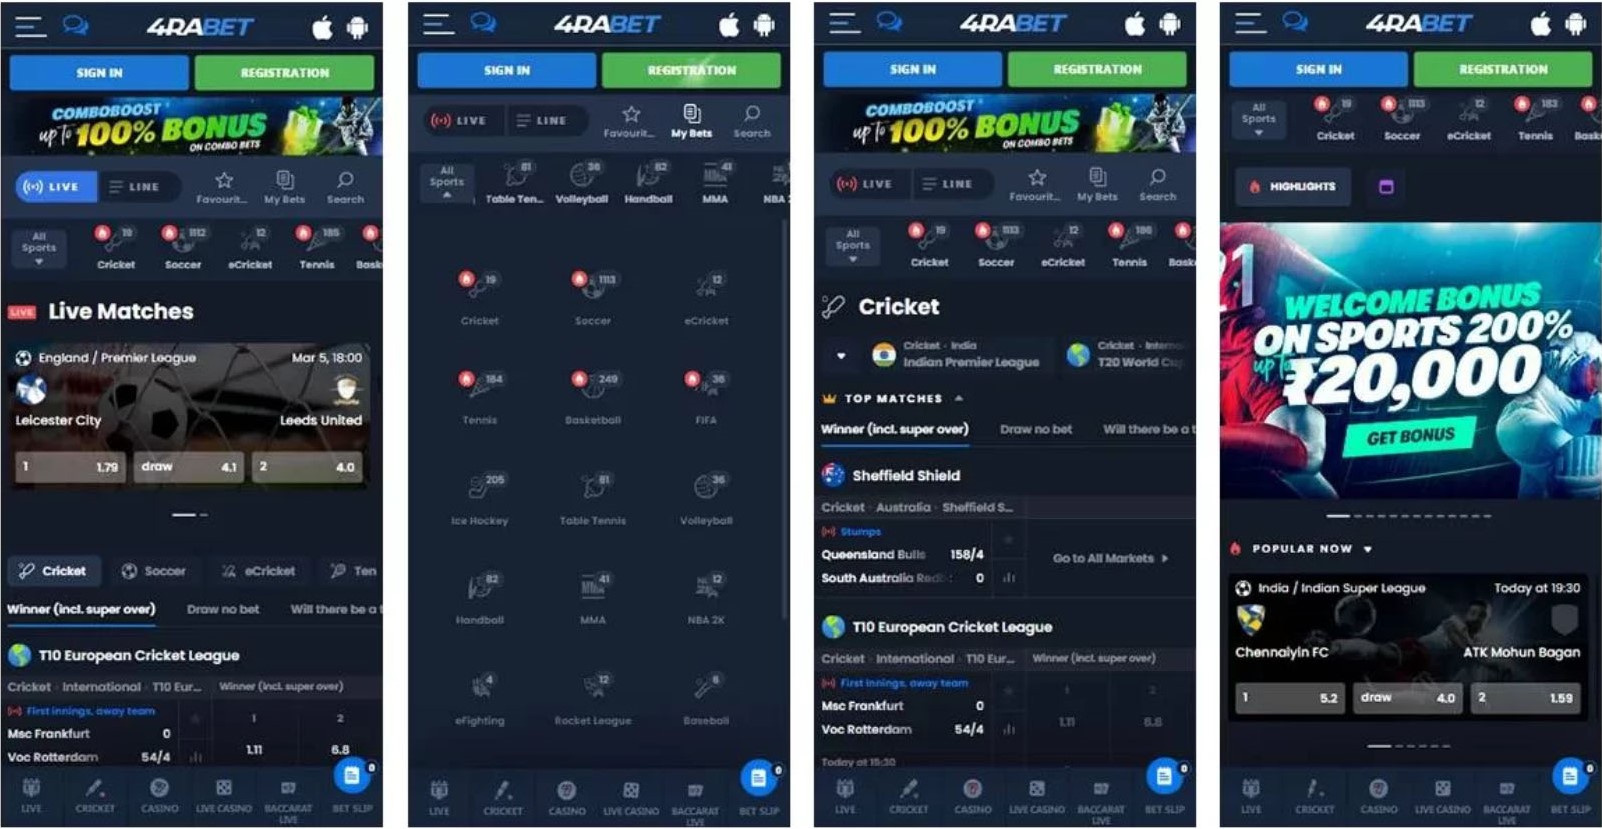 4RABET
SIGN IN
REGISTRATION
COMBOBOOST
up to 100% BONUS
ON COMBO BETS
LIVE
LINE
Favourit...
My Bets
Search
All Sports
19
1112
12
185
Cricket
Soccer
eCricket
Tennis
Bask
LIVE Live Matches
England / Premier League
Mar 5, 18:00
Leicester City
Leeds United
1 1.79
draw 4.1
2 4.0
Cricket
Soccer
eCricket
Ten
Winner (incl. super over)
Draw no bet
Will there be a t
T10 European Cricket League
Cricket · International · T10 Eur...
Winner (incl. super over)
First innings, away team
1
2
Msc Frankfurt 0
1.11
6.8
Voc Rotterdam 54/4
0
LIVE
CRICKET
CASINO
LIVE CASINO
BACCARAT LIVE
BET SLIP
4RABET
SIGN IN
REGISTRATION
LIVE
LINE
Favourit...
My Bets
Search
All Sports
81
36
82
41
Table Ten...
Volleyball
Handball
MMA
NBA 2
19
1113
12
Cricket
Soccer
eCricket
184
249
36
Tennis
Basketball
FIFA
205
81
36
Ice Hockey
Table Tennis
Volleyball
82
41
12
Handball
MMA
NBA 2K
4
12
6
eFighting
Rocket League
Baseball
0
LIVE
CRICKET
CASINO
LIVE CASINO
BACCARAT LIVE
BET SLIP
4RABET
SIGN IN
REGISTRATION
COMBOBOOST
up to 100% BONUS
ON COMBO BETS
LIVE
LINE
Favourit...
My Bets
Search
All Sports
19
1113
12
186
Cricket
Soccer
eCricket
Tennis
Bask
Cricket
Cricket · India
Indian Premier League
Cricket · Interna
T20 World Cup
TOP MATCHES
Winner (incl. super over)
Draw no bet
Will there be a t
Sheffield Shield
Cricket · Australia · Sheffield S...
Stumps
Queensland Bulls 158/4
Go to All Markets
South Australia Red 0
T10 European Cricket League
Cricket · International · T10 Eur...
Winner (incl. super over)
First innings, away team
1
2
Msc Frankfurt 0
1.11
6.8
Voc Rotterdam 54/4
Today at 15:30
0
LIVE
CRICKET
CASINO
LIVE CASINO
BACCARAT LIVE
BET SLIP
4RABET
SIGN IN
REGISTRATION
All Sports
19
1113
12
183
Cricket
Soccer
eCricket
Tennis
Bask
HIGHLIGHTS
WELCOME BONUS
ON SPORTS 200%
up to ₹20,000
GET BONUS
POPULAR NOW
India / Indian Super League
Today at 19:30
Chennaiyin FC
ATK Mohun Bagan
1 5.2
draw 4.0
2 1.59
0
LIVE
CRICKET
CASINO
LIVE CASINO
BACCARAT LIVE
BET SLIP